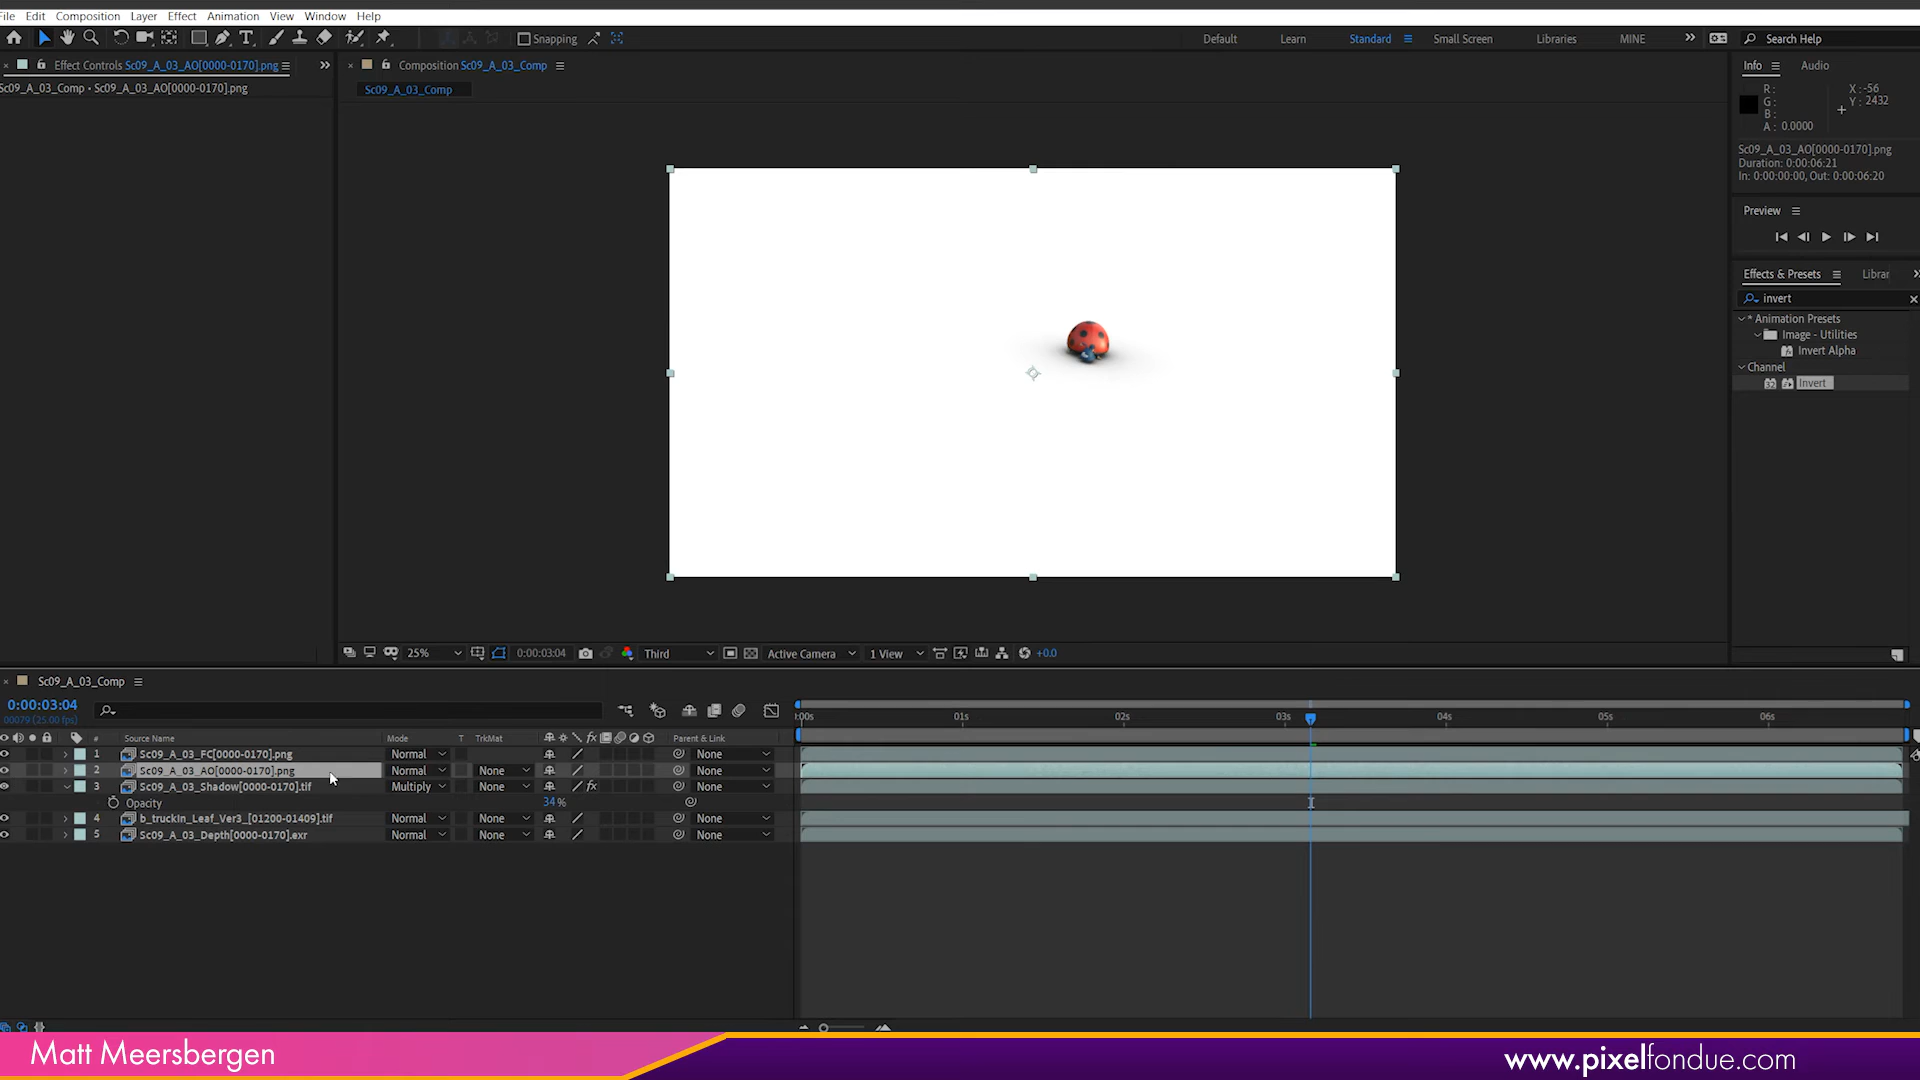 File Edit Composition Layer Effect Animation View Window Help
Snapping Default Learn Standard Small Screen Libraries MINE Search Help
Effect Controls Sc09_A_03_AO[0000-0170].png
Composition Sc09_A_03_Comp
Info Audio
Sc09_A_03_Comp • Sc09_A_03_AO[0000-0170].png
Sc09_A_03_Comp
R:
G:
B:
A: 0.0000
X: -56
Y: 2432
Sc09_A_03_AO[0000-0170].png
Duration: 0:00:06:21
In: 0:00:00:00, Out: 0:00:06:20
Preview
Effects & Presets Librar
invert
* Animation Presets
Image - Utilities
Invert Alpha
Channel
32 Invert
25% 0:00:03:04 Third Active Camera 1 View +0.0
Sc09_A_03_Comp
0:00:03:04
00079 (25.00 fps)
:00s 01s 02s 03s 04s 05s 06s
# Source Name Mode T TrkMat fx Parent & Link
1 Sc09_A_03_FC[0000-0170].png Normal None
2 Sc09_A_03_AO[0000-0170].png Normal None None
3 Sc09_A_03_Shadow[0000-0170].tif Multiply None fx None
Opacity 34%
4 b_truckin_Leaf_Ver3_[01200-01409].tif Normal None None
5 Sc09_A_03_Depth[0000-0170].exr Normal None None
Matt Meersbergen
www.pixelfondue.com